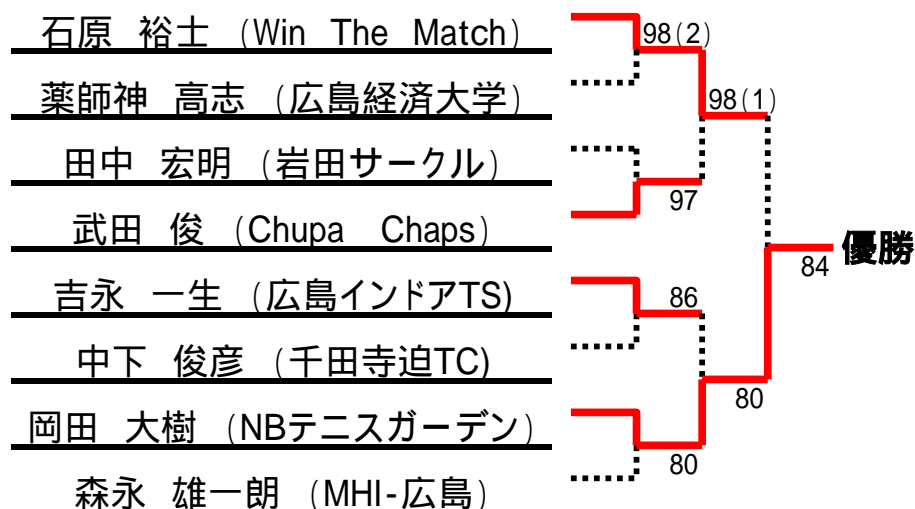 石原 裕士 (Win The Match)
98(2)
薬師神 高志 (広島経済大学)
98(1)
田中 宏明 (岩田サークル)
97
武田 俊 (Chupa Chaps)
優勝
84
吉永 一生 (広島インドアTS)
86
中下 俊彦 (千田寺迫TC)
80
岡田 大樹 (NBテニスガーデン)
80
森永 雄一朗 (MHI-広島)